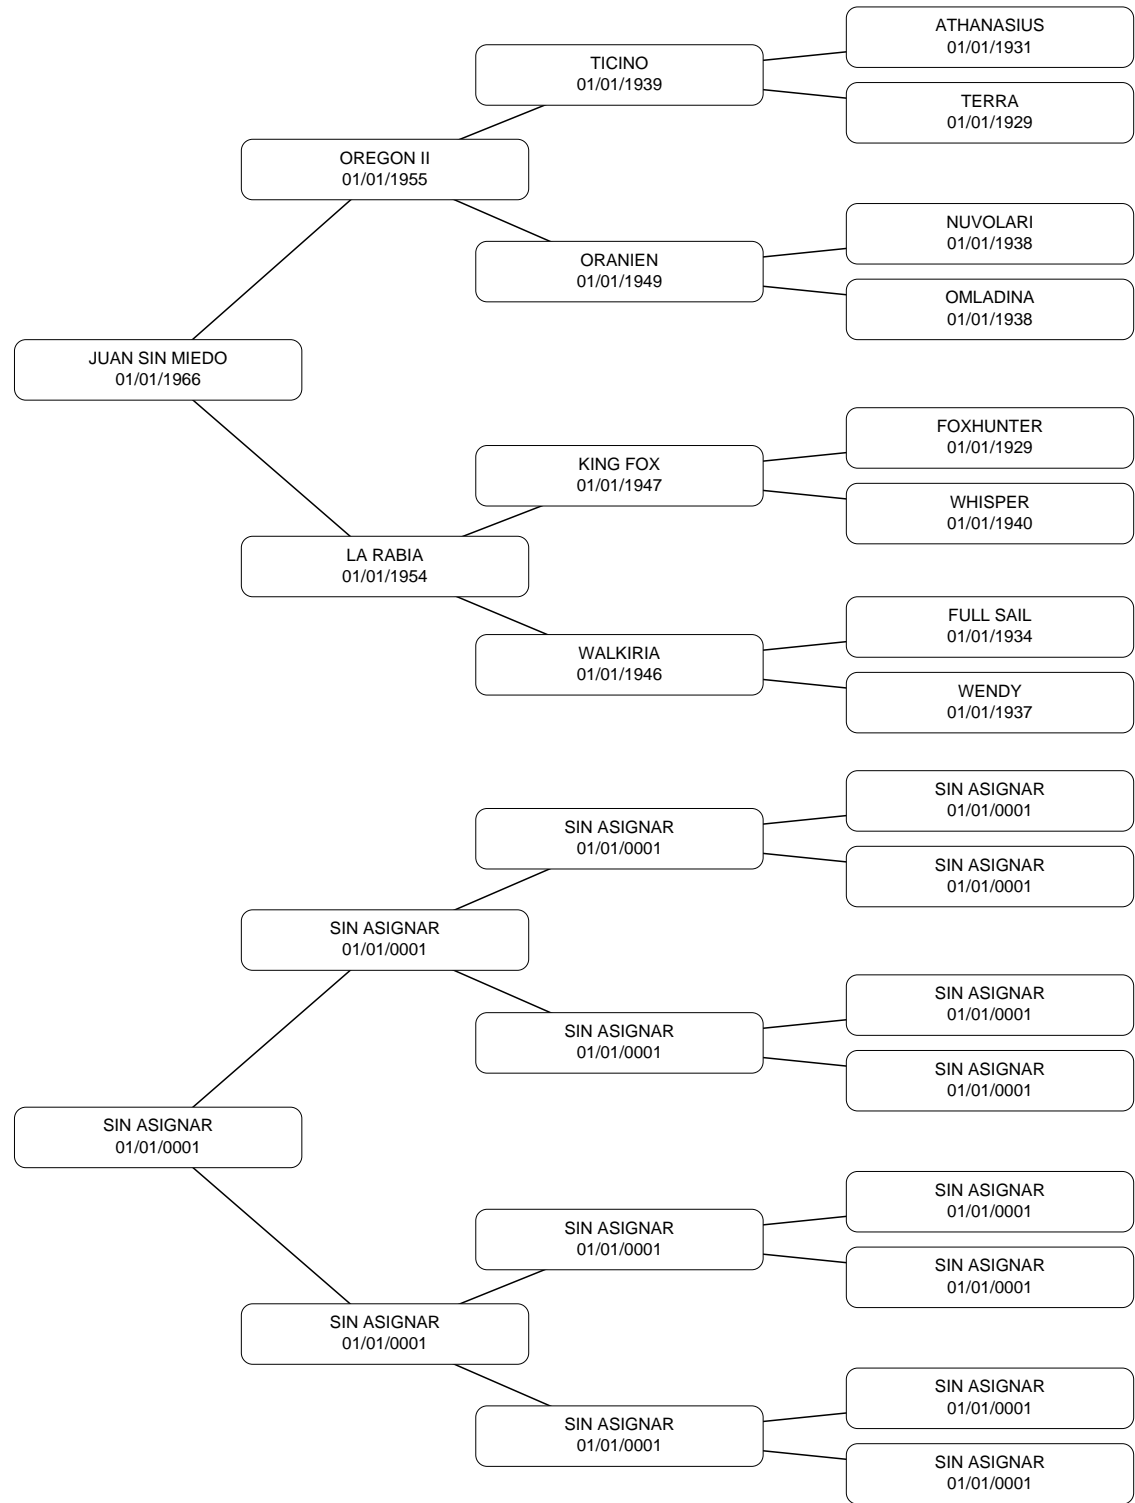 ATHANASIUS
01/01/1931
TICINO
01/01/1939
TERRA
01/01/1929
OREGON II
01/01/1955
NUVOLARI
01/01/1938
ORANIEN
01/01/1949
OMLADINA
01/01/1938
JUAN SIN MIEDO
01/01/1966
FOXHUNTER
01/01/1929
KING FOX
01/01/1947
WHISPER
01/01/1940
LA RABIA
01/01/1954
FULL SAIL
01/01/1934
WALKIRIA
01/01/1946
WENDY
01/01/1937
SIN ASIGNAR
01/01/0001
SIN ASIGNAR
01/01/0001
SIN ASIGNAR
01/01/0001
SIN ASIGNAR
01/01/0001
SIN ASIGNAR
01/01/0001
SIN ASIGNAR
01/01/0001
SIN ASIGNAR
01/01/0001
SIN ASIGNAR
01/01/0001
SIN ASIGNAR
01/01/0001
SIN ASIGNAR
01/01/0001
SIN ASIGNAR
01/01/0001
SIN ASIGNAR
01/01/0001
SIN ASIGNAR
01/01/0001
SIN ASIGNAR
01/01/0001
SIN ASIGNAR
01/01/0001